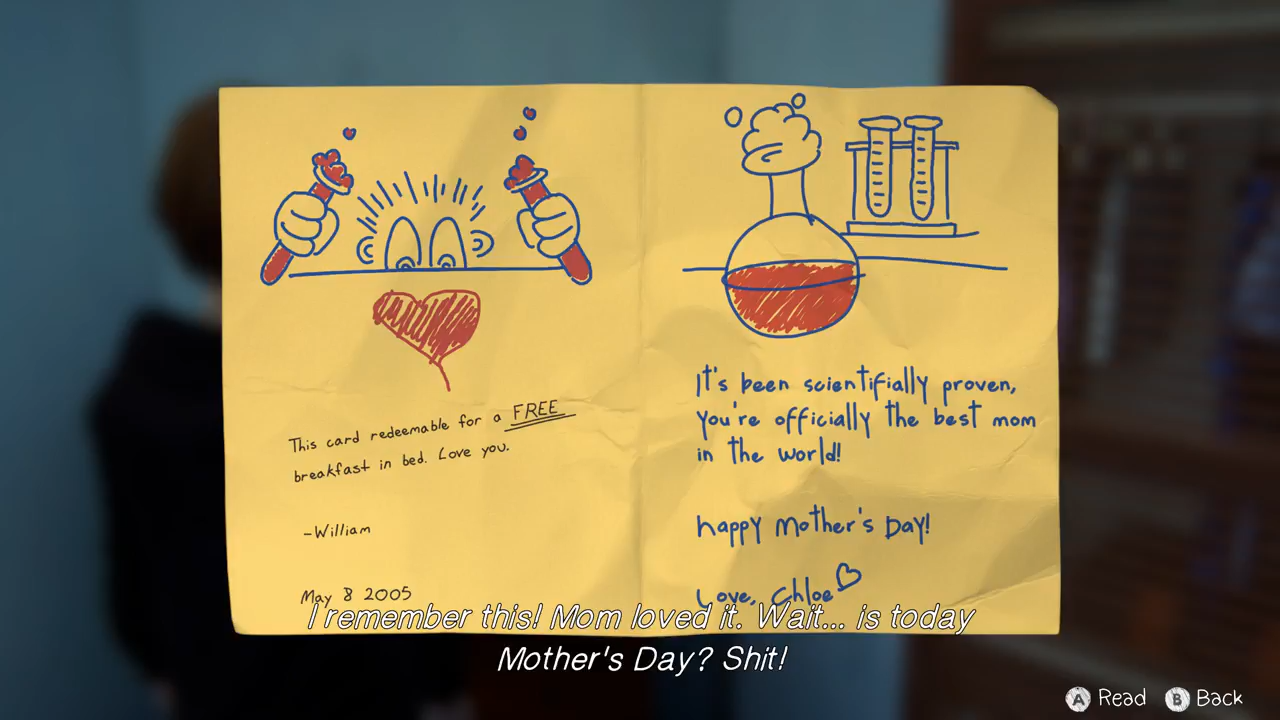 This card redeemable for a FREE
breakfast in bed. Love you.
-William
May 8 2005
It's been scientifially proven,
you're officially the best mom
in the world!
happy Mother's Day!
Love, Chloe
I remember this! Mom loved it. Wait... is today
Mother's Day? Shit!
A Read B Back